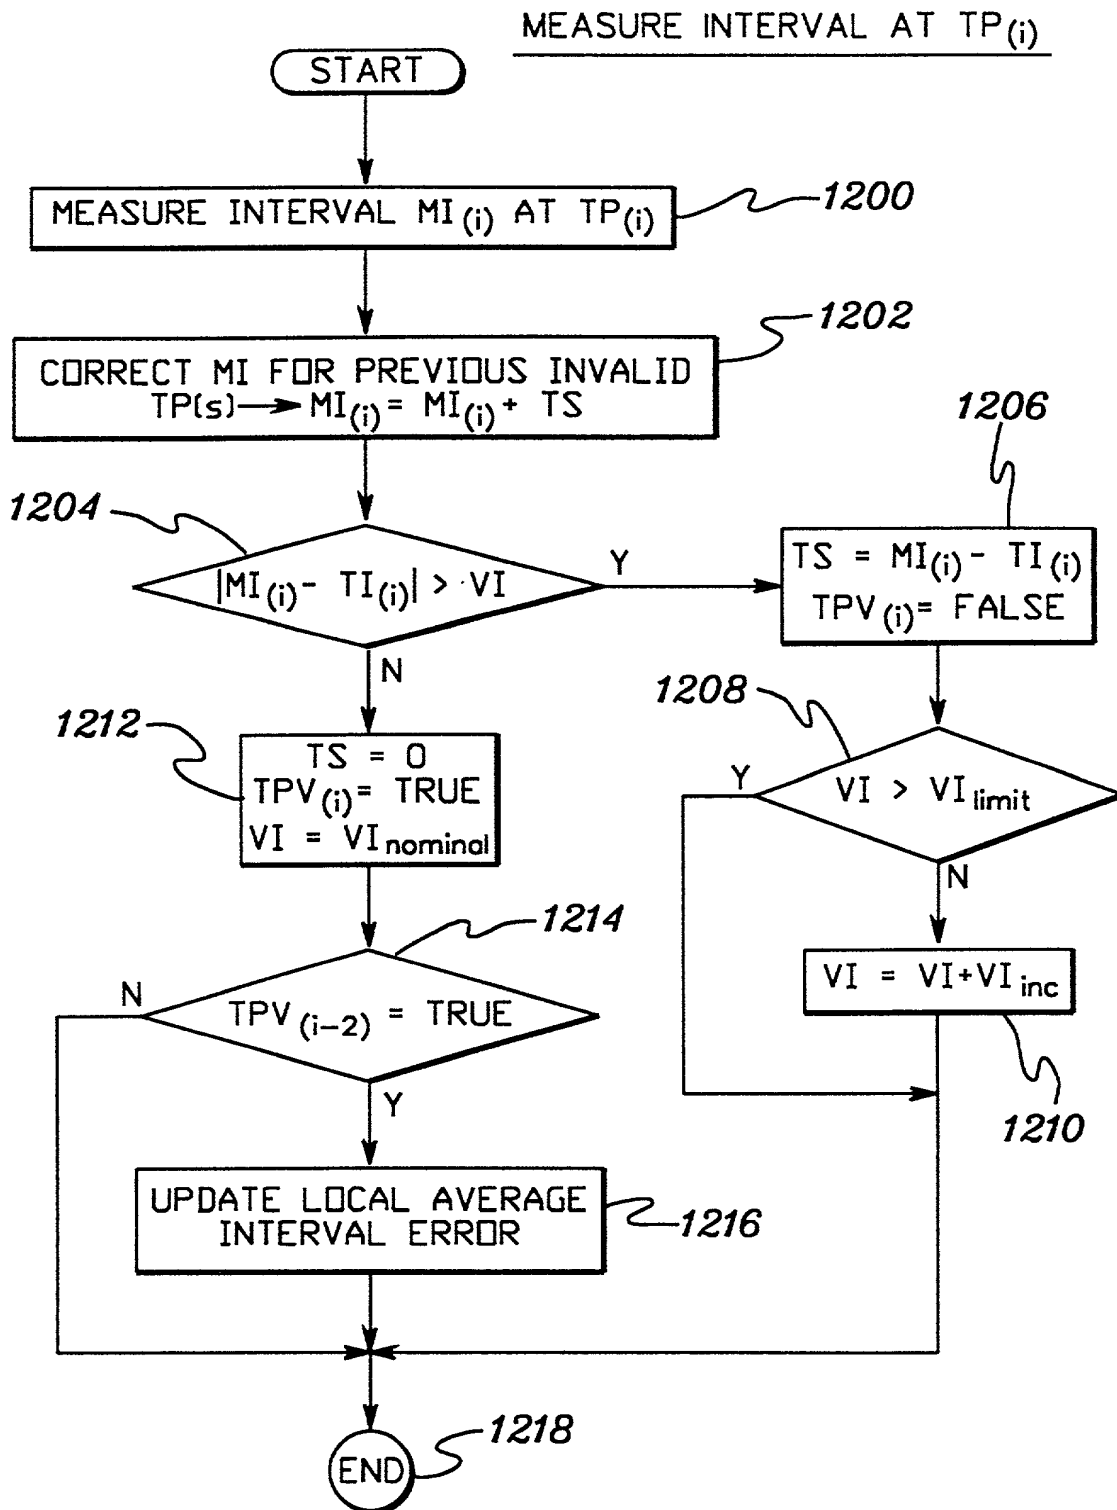 MEASURE INTERVAL AT TP(i)
START
MEASURE INTERVAL MI(i) AT TP(i)
1200
CORRECT MI FOR PREVIOUS INVALID
TP(s)→ MI(i)= MI(i)+ TS
1202
1204
|MI(i)- TI(i)| > VI
Y
N
1206
TS = MI(i)- TI(i)
TPV(i)= FALSE
1208
VI > VIlimit
Y
N
VI = VI+VIinc
1210
1212
TS = 0
TPV(i)= TRUE
VI = VInominal
1214
TPV(i-2) = TRUE
N
Y
UPDATE LOCAL AVERAGE
INTERVAL ERROR
1216
END
1218